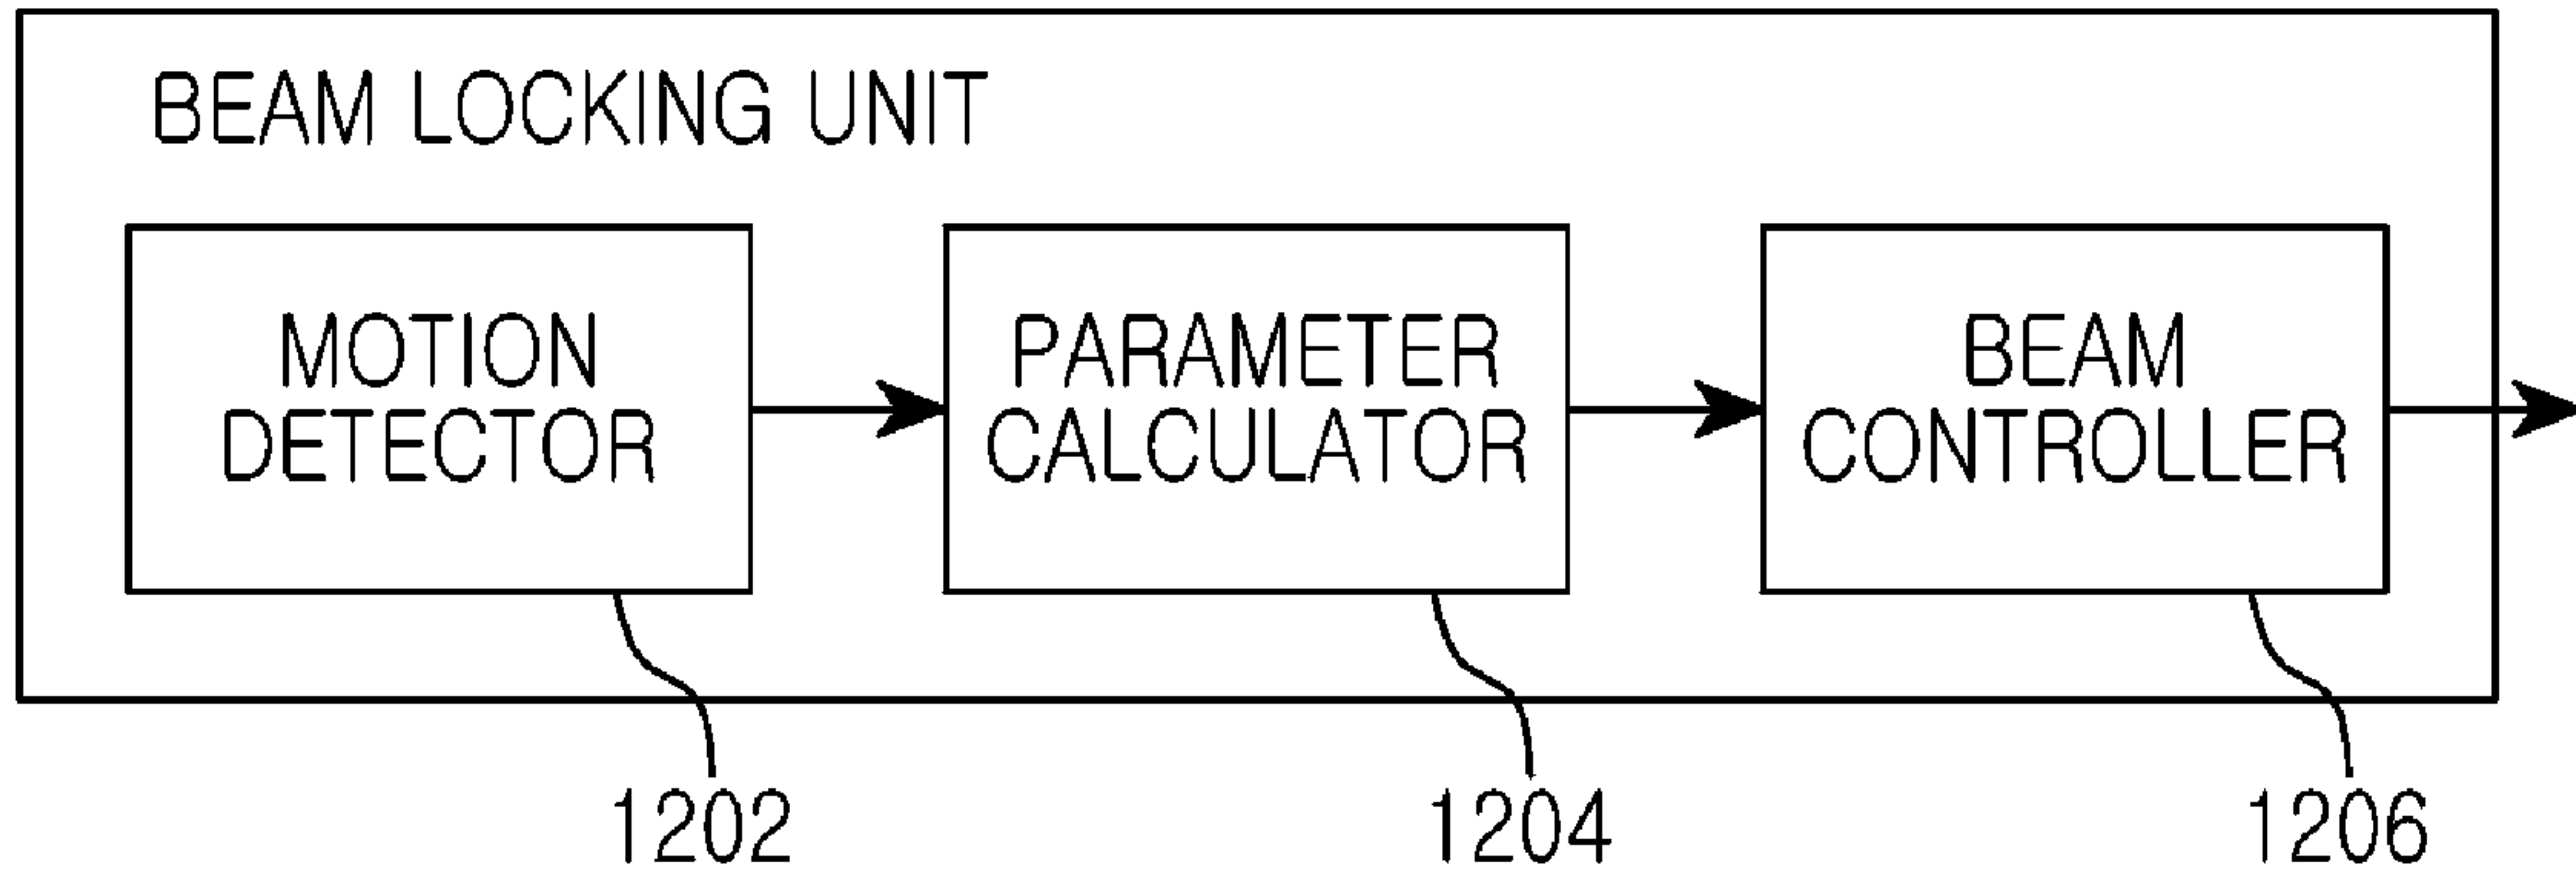 BEAM LOCKING UNIT
MOTION
DETECTOR
PARAMETER
CALCULATOR
BEAM
CONTROLLER
1202
1204
1206